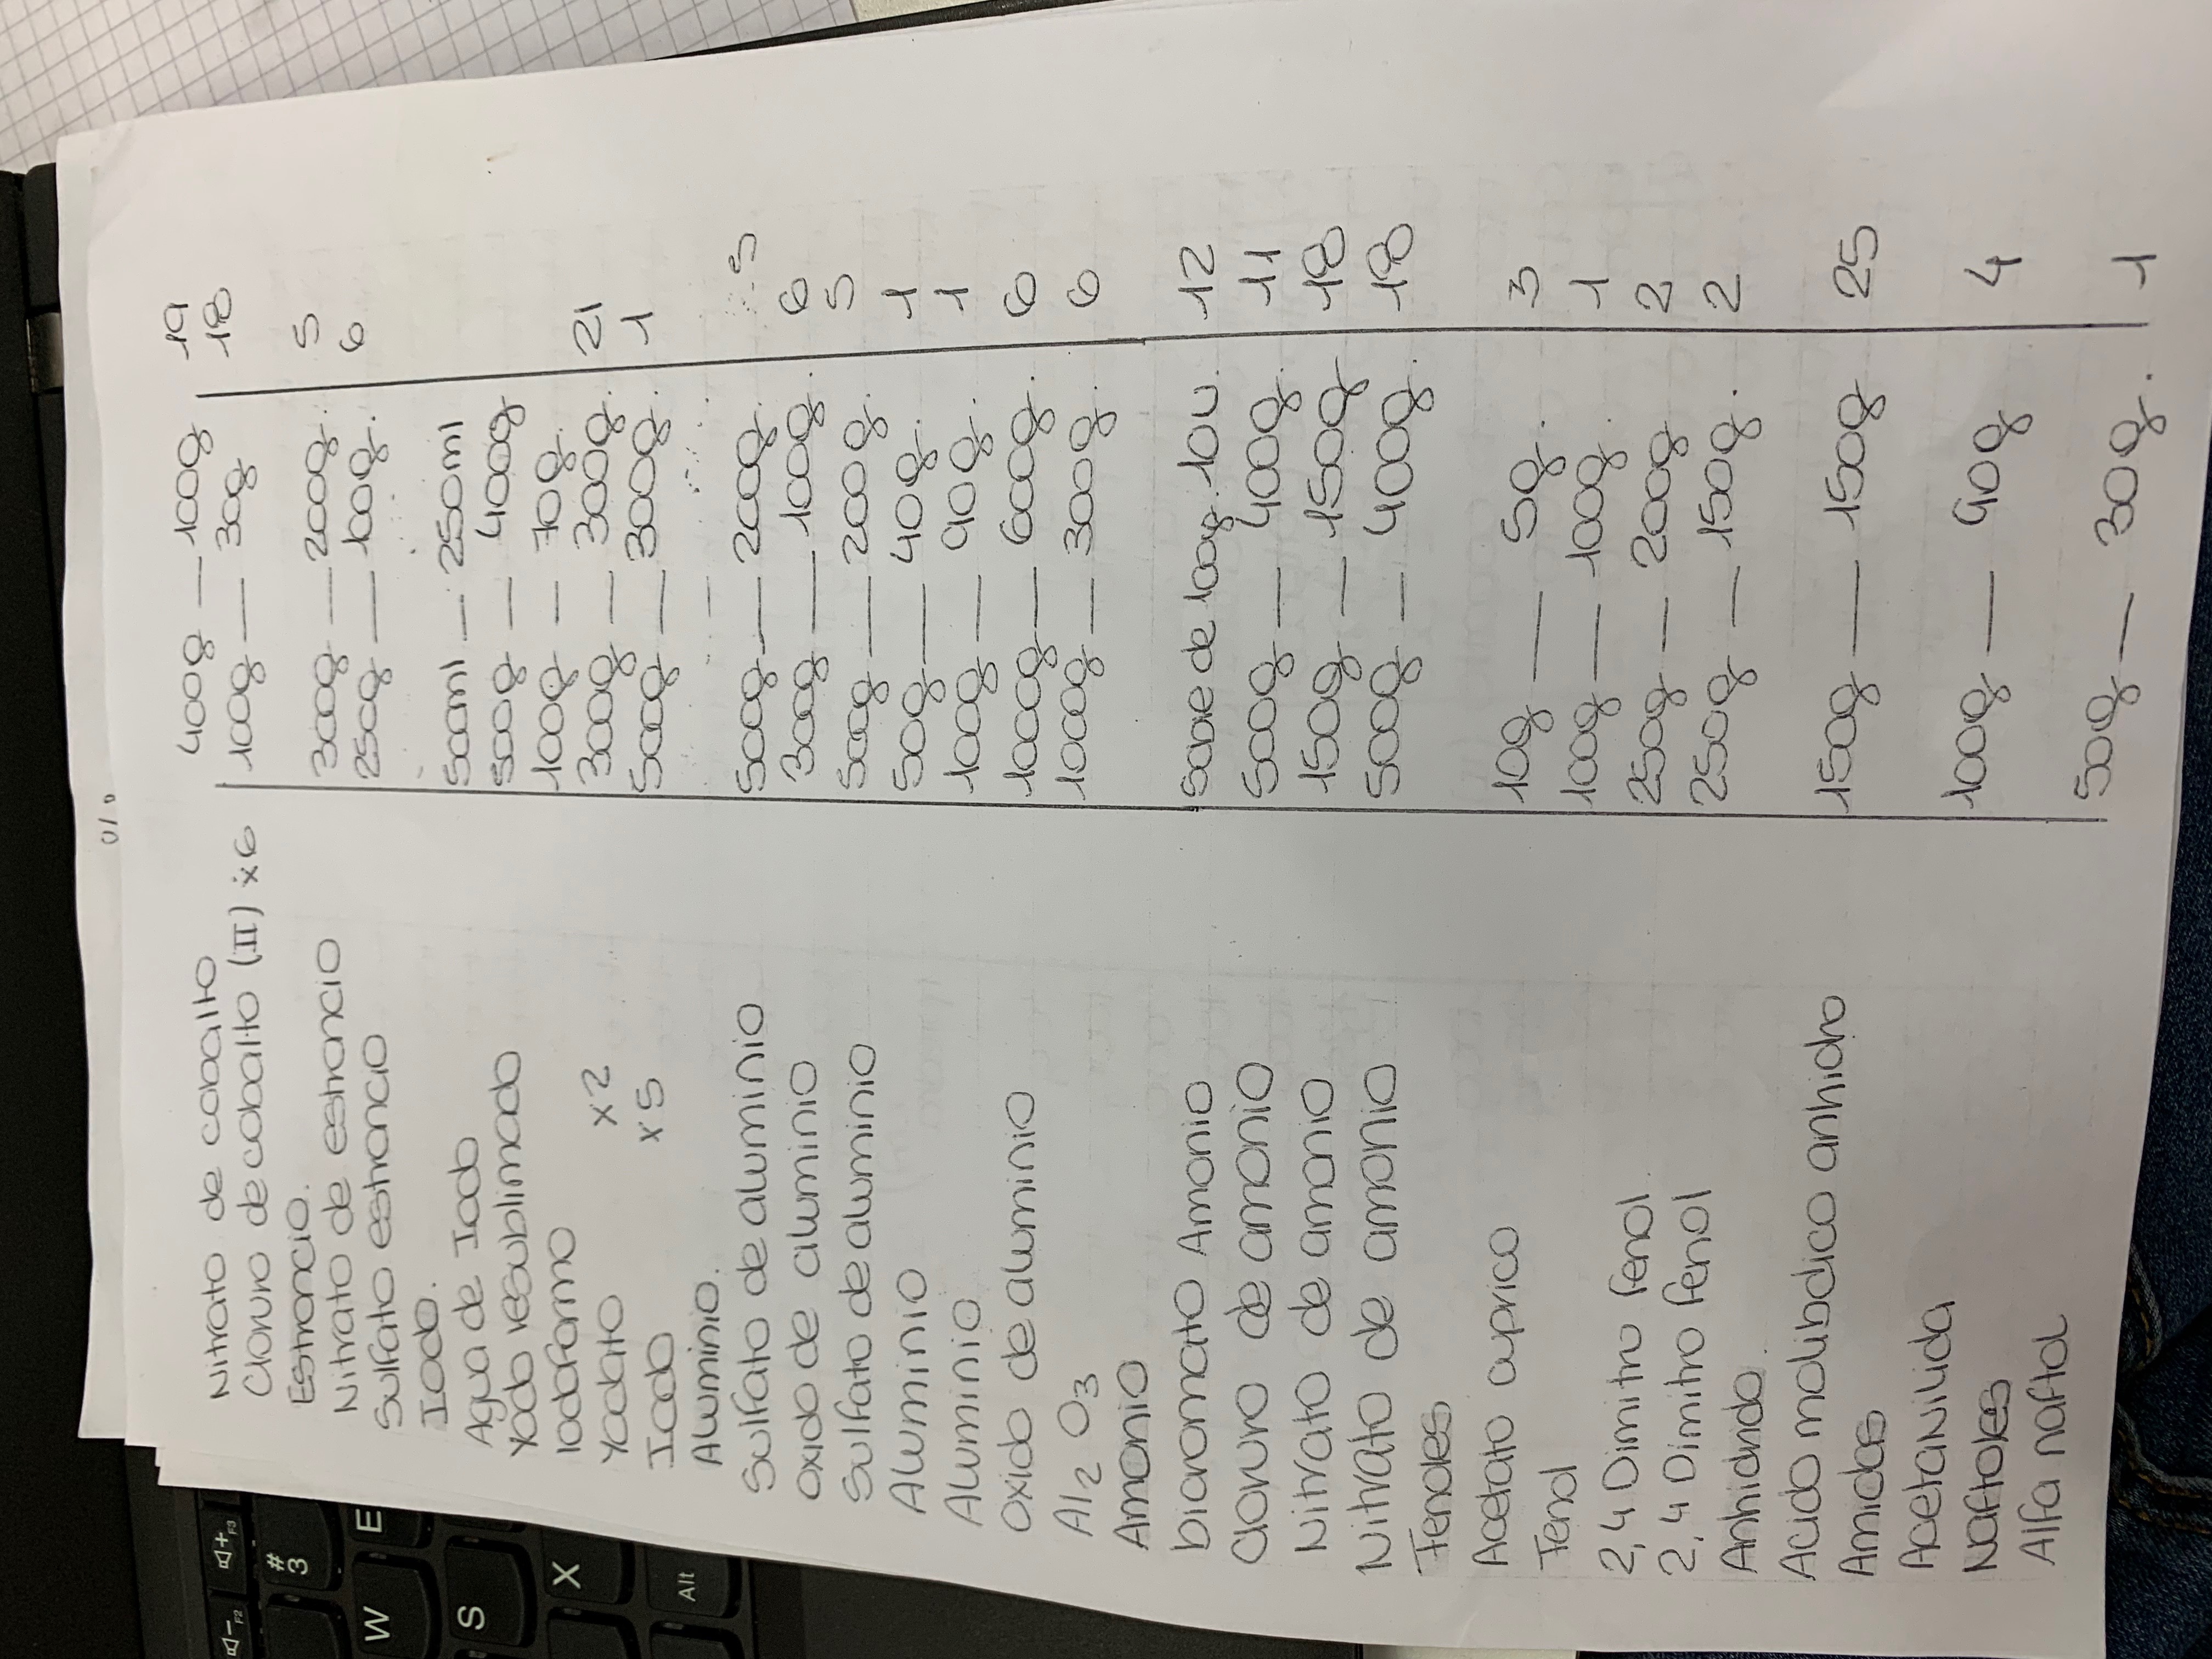 0/0
Nitrato de cobalto 400g — 100g 19
Cloruro de cobalto (II) x6 100g — 30g 18
Estroncio.
Nitrato de estroncio 300g — 200g. 5
Sulfato estroncio 250g — 100g. 6
Iodo.
Agua de Iodo 500ml — 250ml
Yodo resublimado 500g — 400g
Iodoformo 100g — 70g.
Yodato x2 300g — 300g. 21
Iodo x5 500g — 300g. 1
Aluminio.
Sulfato de aluminio 500g — 200g. 5
Oxido de aluminio 300g — 100g. 6
Sulfato de aluminio 500g — 200g. 5
Aluminio 50g — 40g. 1
Aluminio 100g — 90g. 1
Oxido de aluminio 1000g — 600g. 6
Al2 O3 1000g — 300g. 6
Amonio
bicromato Amonio Sobre de 100g. 10U. 12
Cloruro de amonio 500g — 400g. 11
Nitrato de amonio 150g — 150g 18
Nitrato de amonio 500g — 400g. 18
Fenoles
Acetato cuprico 10g — 5g. 3
Fenol 100g — 100g. 1
2,4 Dimitro fenol. 250g — 200g 2
2,4 Dimitro fenol 250g — 150g. 2
Anhidrido.
Acido molibdico anhidro 150g — 150g 25
Amidas
Acetanilida 100g — 90g 4
Naftoles
Alfa naftol 50g — 30g. 1
W E
S
X
Alt
#
3
F2
F3